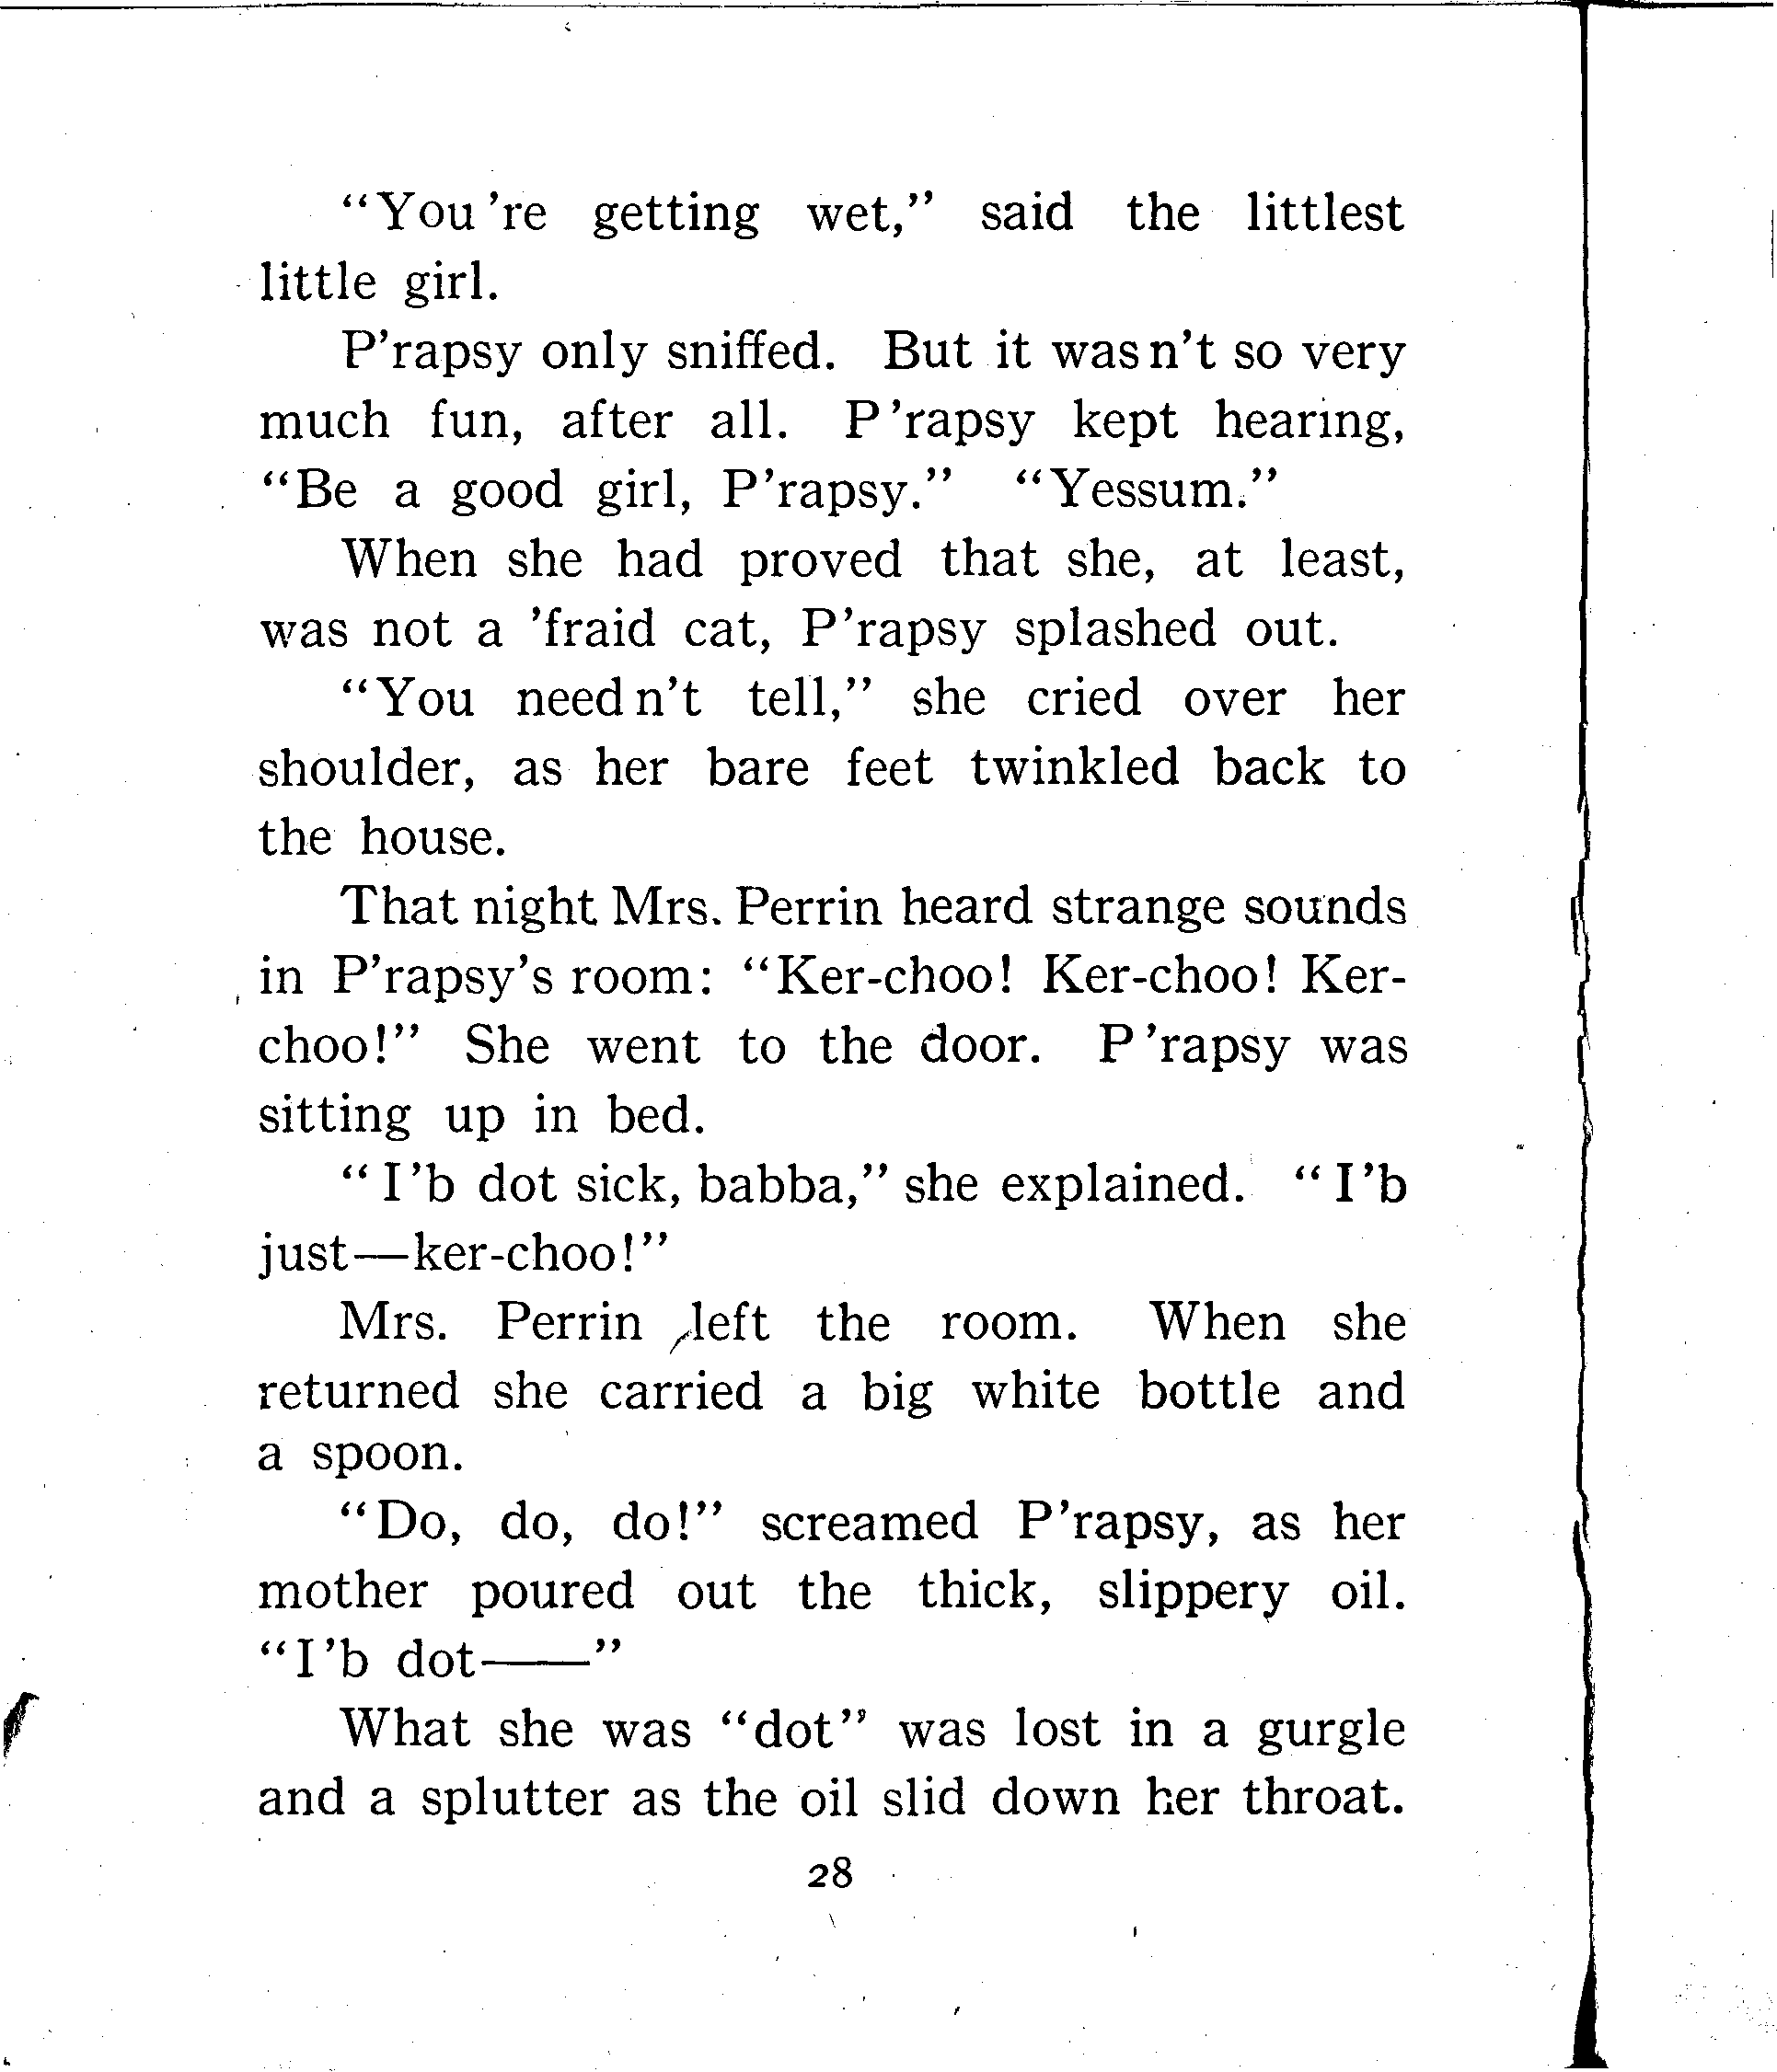 “You 're getting wet,” said the littlest
little girl.
P'rapsy only sniffed. But it was n't so very
much fun, after all. P 'rapsy kept hearing,
“Be a good girl, P'rapsy.” “Yessum.”
When she had proved that she, at least,
was not a 'fraid cat, P'rapsy splashed out.
“You need n't tell,” she cried over her
shoulder, as her bare feet twinkled back to
the house.
That night Mrs. Perrin heard strange sounds
in P'rapsy's room: “Ker-choo! Ker-choo! Ker-
choo!” She went to the door. P 'rapsy was
sitting up in bed.
“ I 'b dot sick, babba,” she explained. “ I 'b
just—ker-choo!”
Mrs. Perrin left the room. When she
returned she carried a big white bottle and
a spoon.
“Do, do, do!” screamed P'rapsy, as her
mother poured out the thick, slippery oil.
“I 'b dot——”
What she was “dot” was lost in a gurgle
and a splutter as the oil slid down her throat.
28